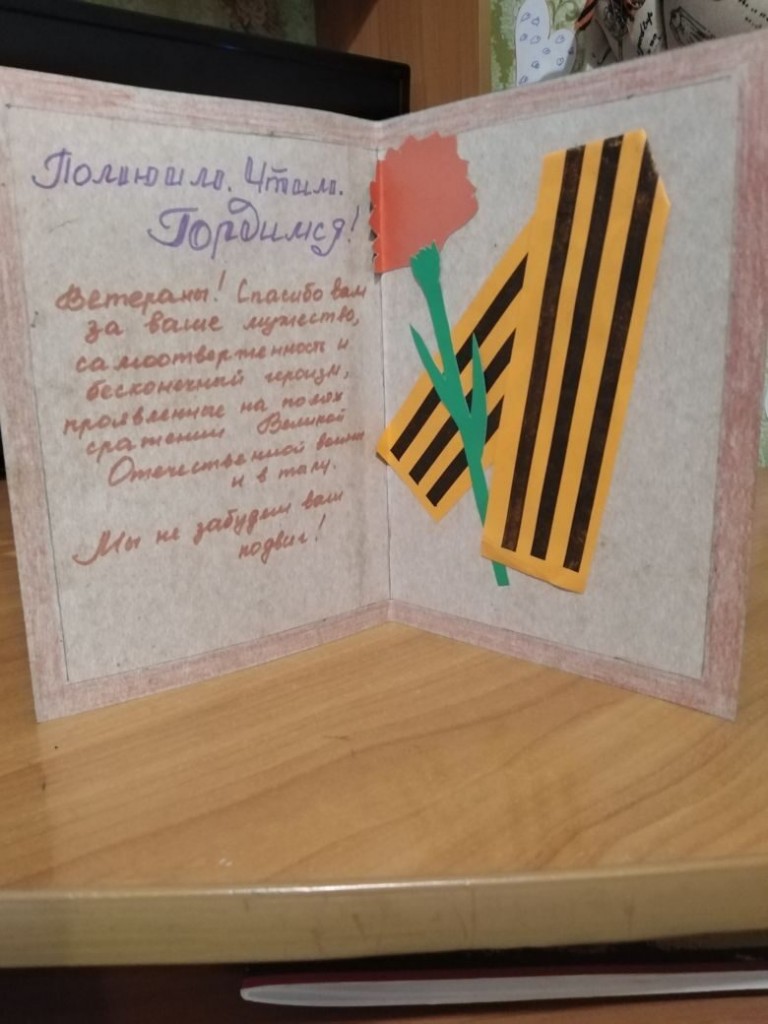 Помним. Чтим.
Гордимся!
Ветераны! Спасибо вам
за ваше мужество,
самоотверженность и
бесконечный героизм,
проявленные на полях
сражений Великой
Отечественной войны
и в тылу.
Мы не забудем ваш
подвиг!